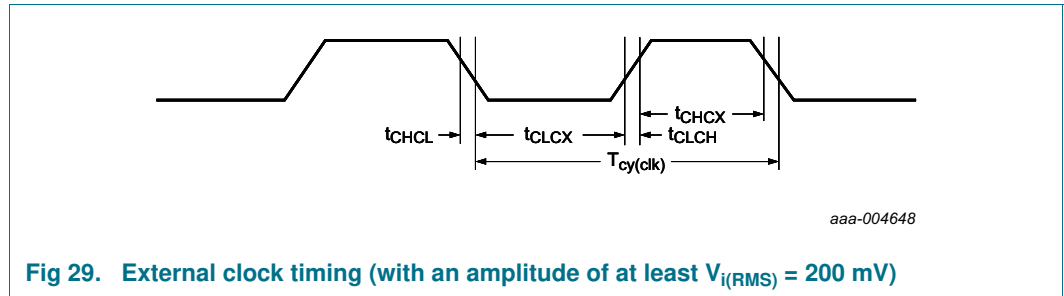 tCHCX
tCHCL
tCLCX
tCLCH
Tcy(clk)
aaa-004648
Fig 29. External clock timing (with an amplitude of at least Vi(RMS) = 200 mV)